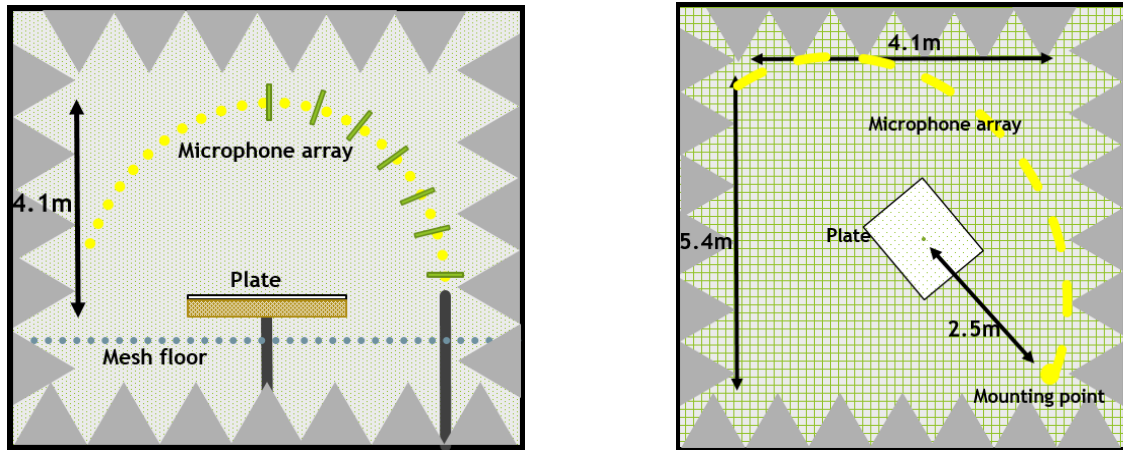 Microphone array
4.1m
Plate
Mesh floor
4.1m
Microphone array
Plate
5.4m
2.5m
Mounting point